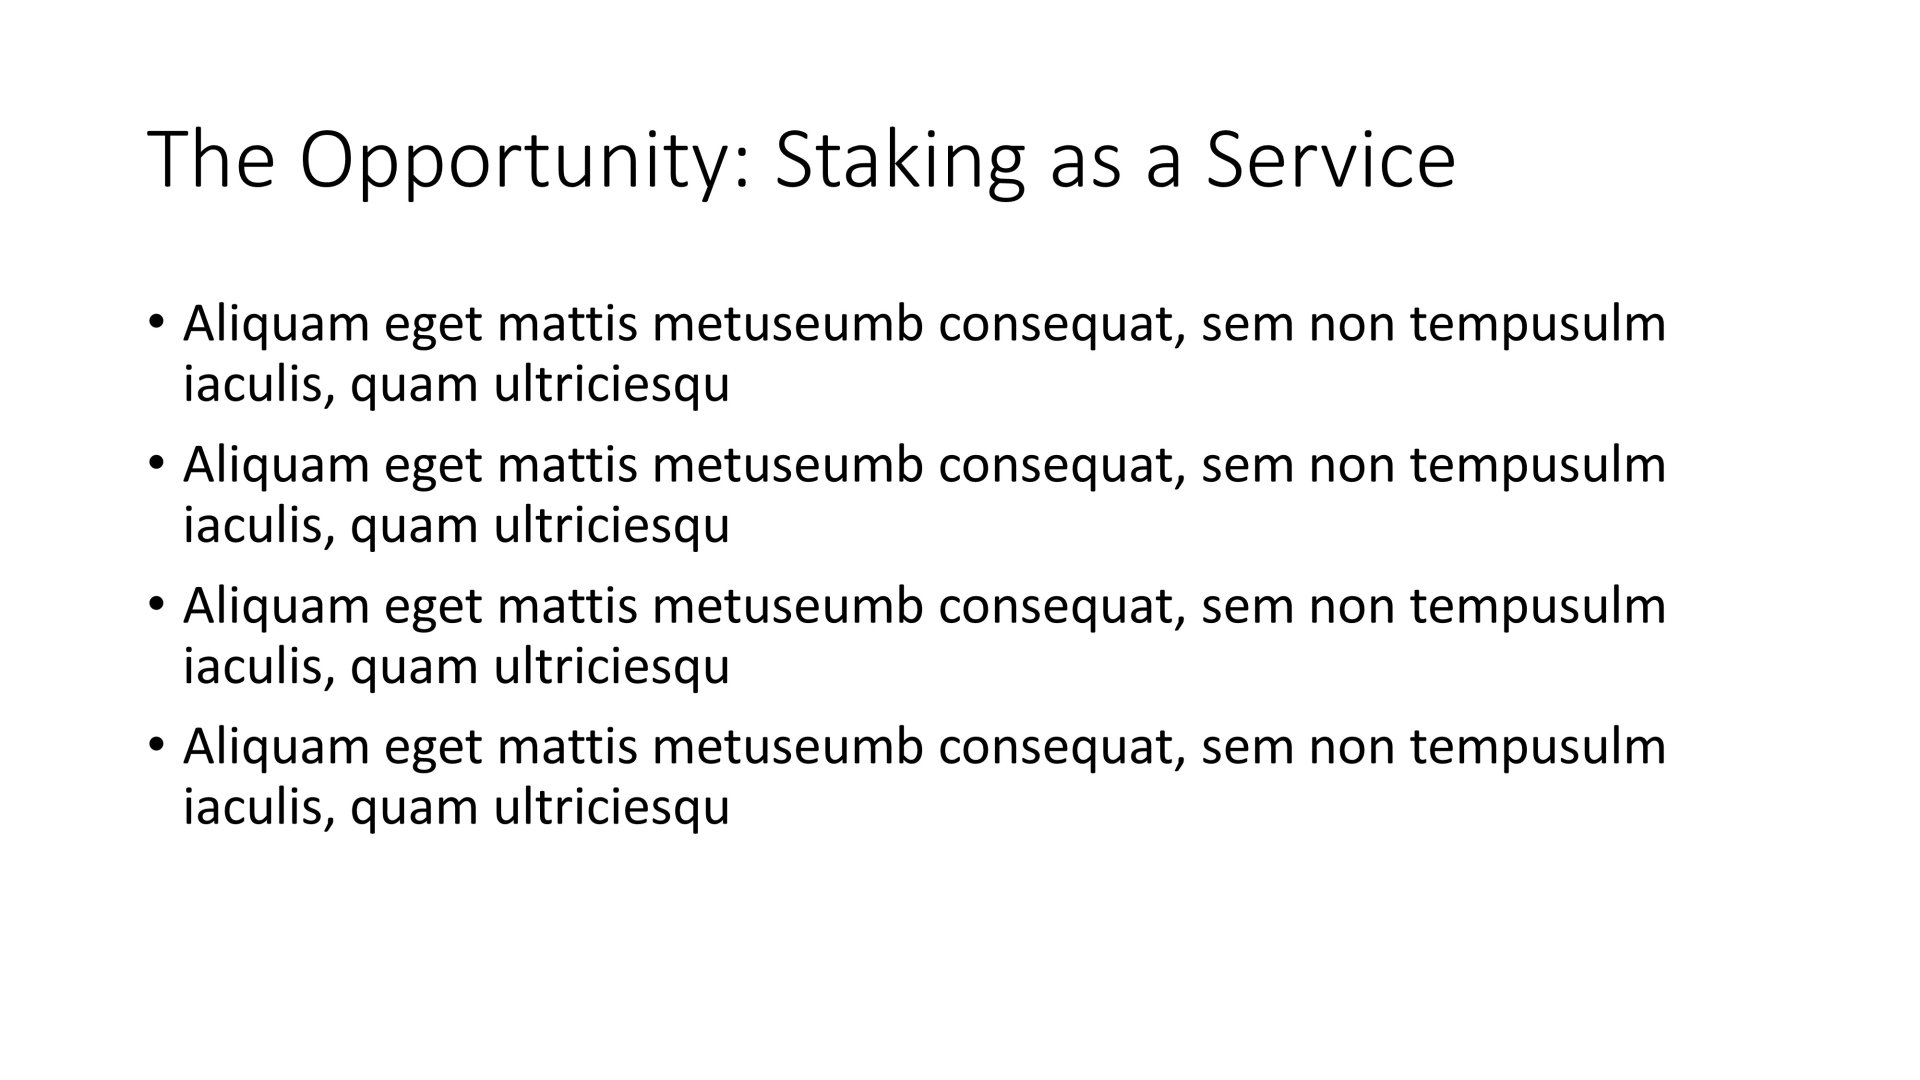 The Opportunity: Staking as a Service
• Aliquam eget mattis metuseumb consequat, sem non tempusulm
iaculis, quam ultriciesqu
• Aliquam eget mattis metuseumb consequat, sem non tempusulm
iaculis, quam ultriciesqu
• Aliquam eget mattis metuseumb consequat, sem non tempusulm
iaculis, quam ultriciesqu
• Aliquam eget mattis metuseumb consequat, sem non tempusulm
iaculis, quam ultriciesqu